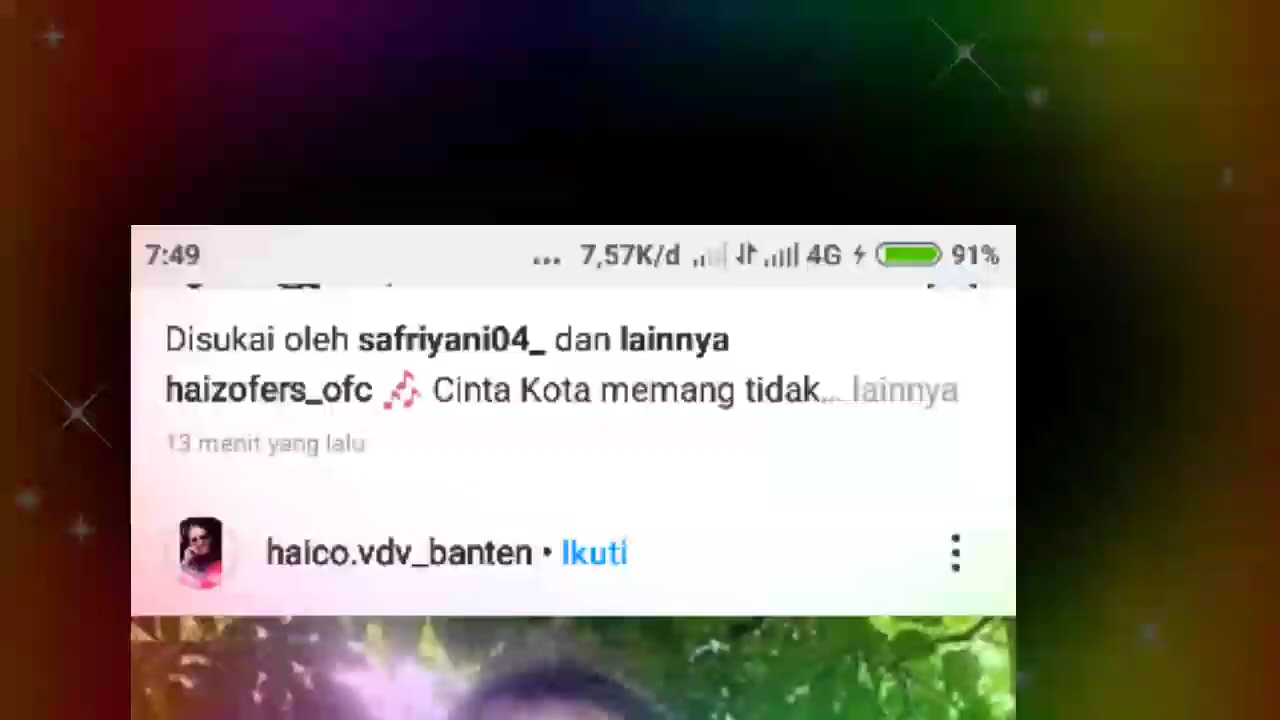 7:49 ... 7,57K/d 4G 91%
Disukai oleh safriyani04_ dan lainnya
haizofers_ofc 🎶 Cinta Kota memang tidak... lainnya
13 menit yang lalu
haico.vdv_banten • Ikuti